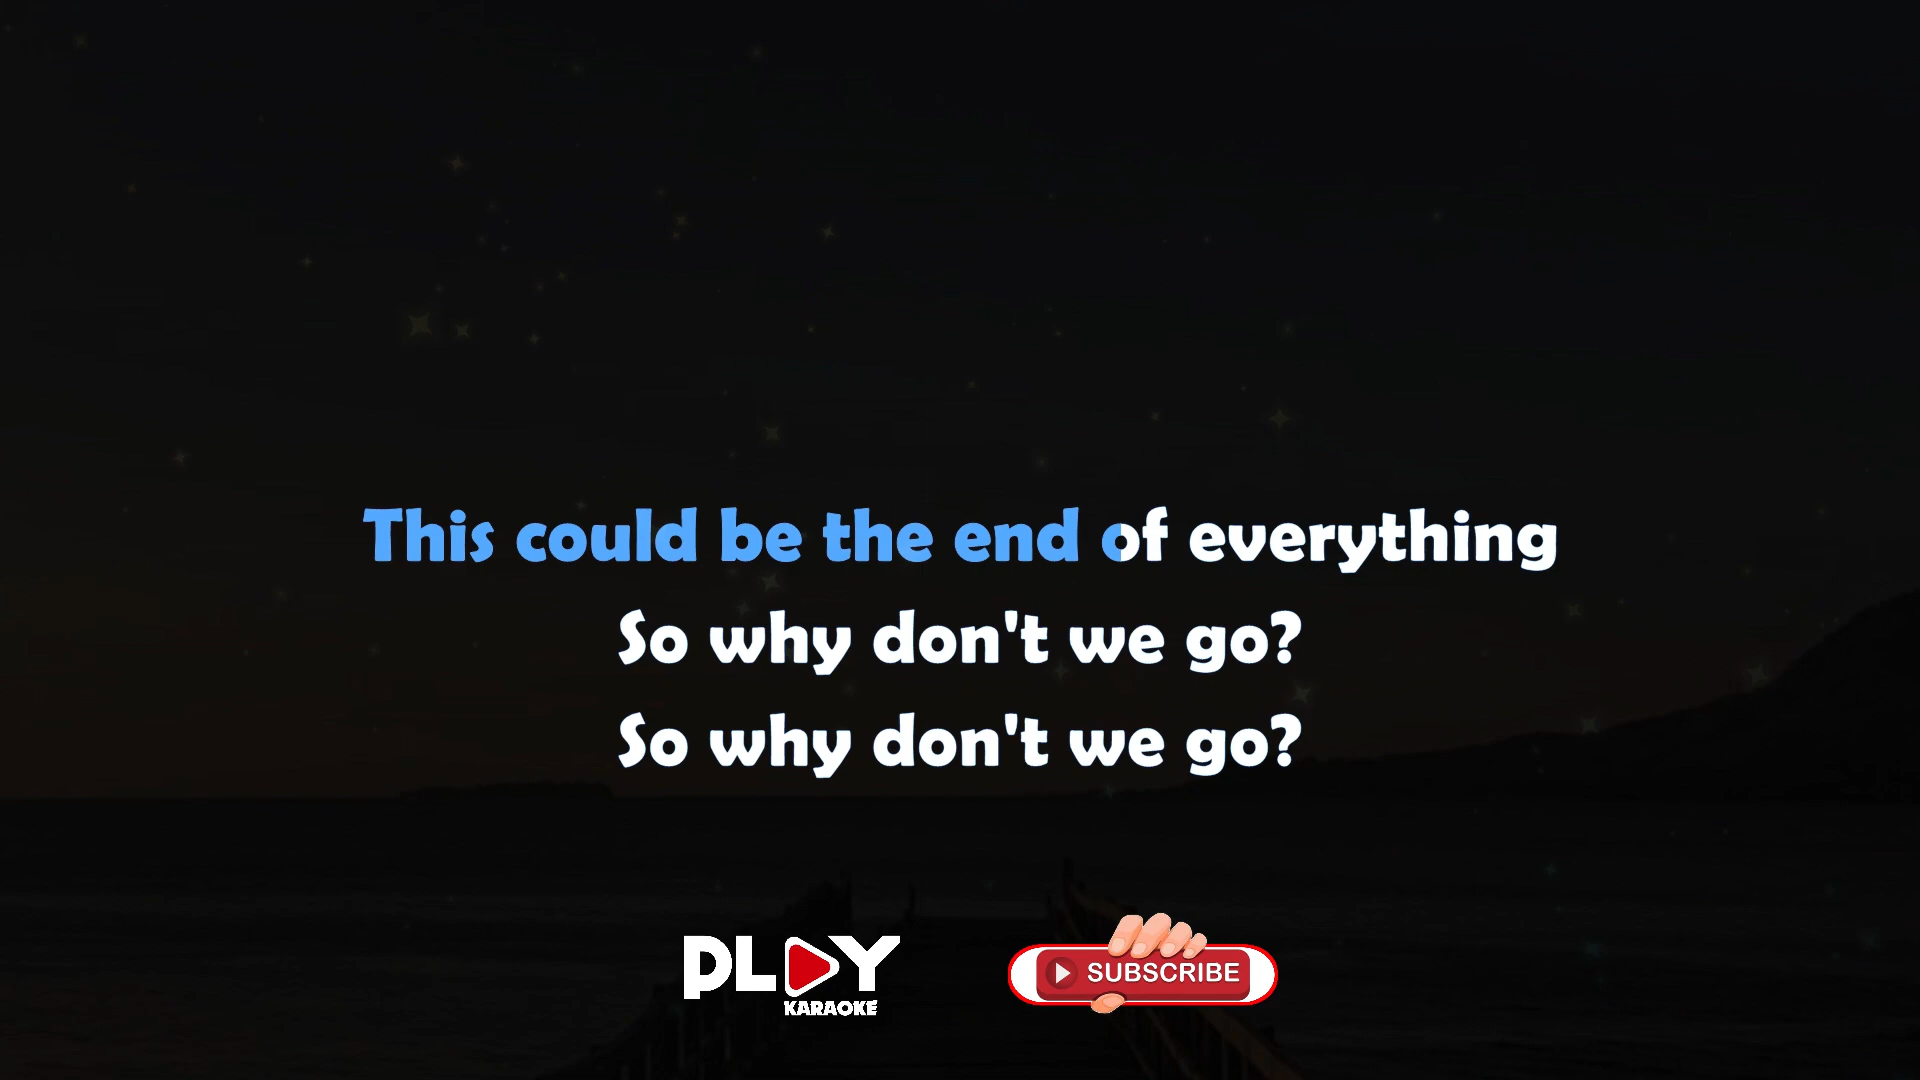 This could be the end of everything
So why don't we go?
So why don't we go?
PLAY
KARAOKE
SUBSCRIBE